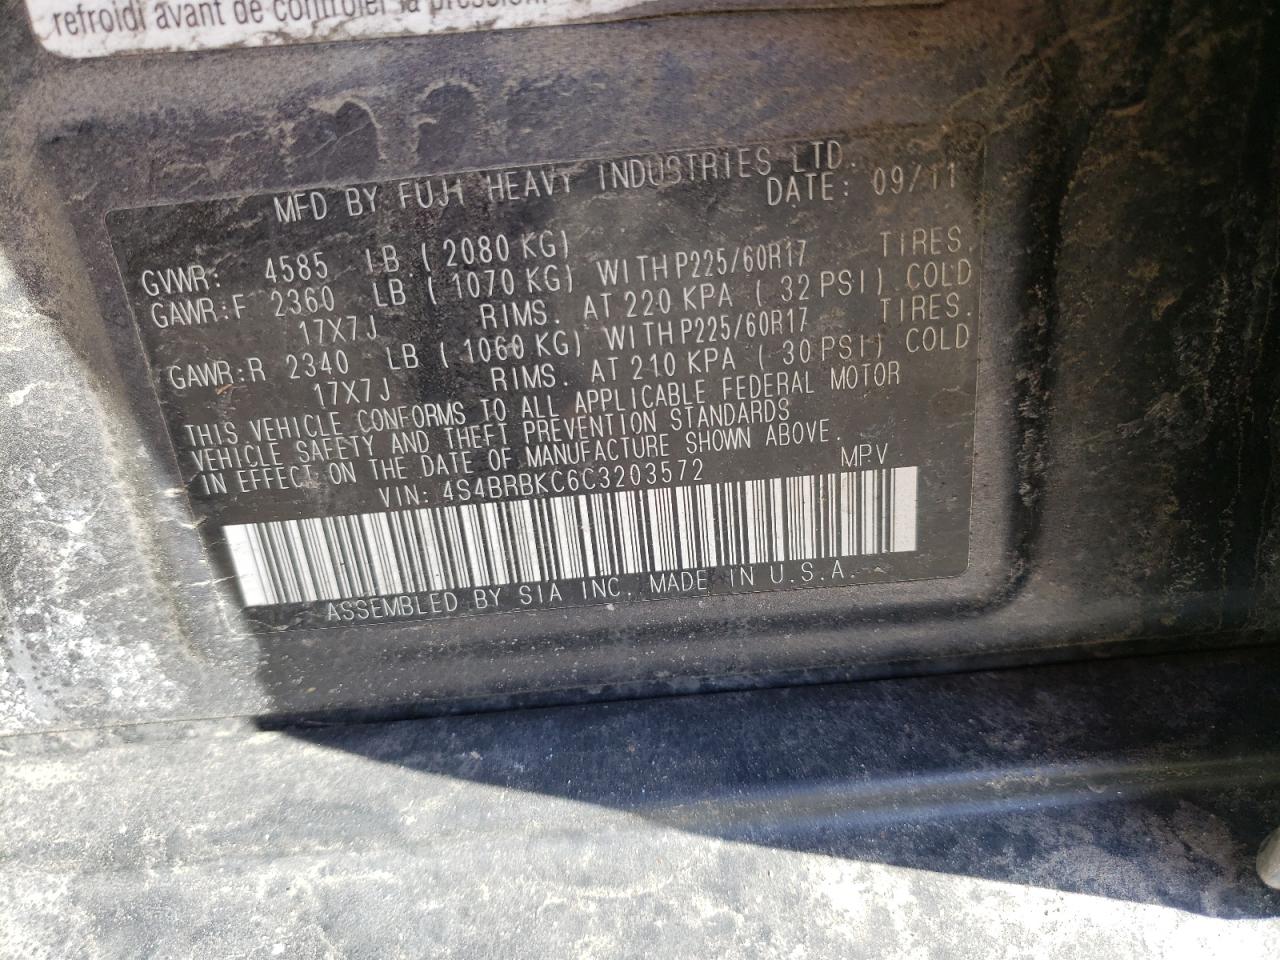 refroidi avant de contrôler la pression.
MFD BY FUJI HEAVY INDUSTRIES LTD.
DATE: 09/11
GVWR: 4585 LB ( 2080 KG)
GAWR:F 2360 LB ( 1070 KG) WITH P225/60R17 TIRES.
17X7J RIMS. AT 220 KPA ( 32 PSI) COLD
GAWR:R 2340 LB ( 1060 KG) WITH P225/60R17 TIRES.
17X7J RIMS. AT 210 KPA ( 30 PSI) COLD
THIS VEHICLE CONFORMS TO ALL APPLICABLE FEDERAL MOTOR
VEHICLE SAFETY AND THEFT PREVENTION STANDARDS
IN EFFECT ON THE DATE OF MANUFACTURE SHOWN ABOVE.
VIN: 4S4BRBKC6C3203572 MPV
ASSEMBLED BY SIA INC. MADE IN U.S.A.